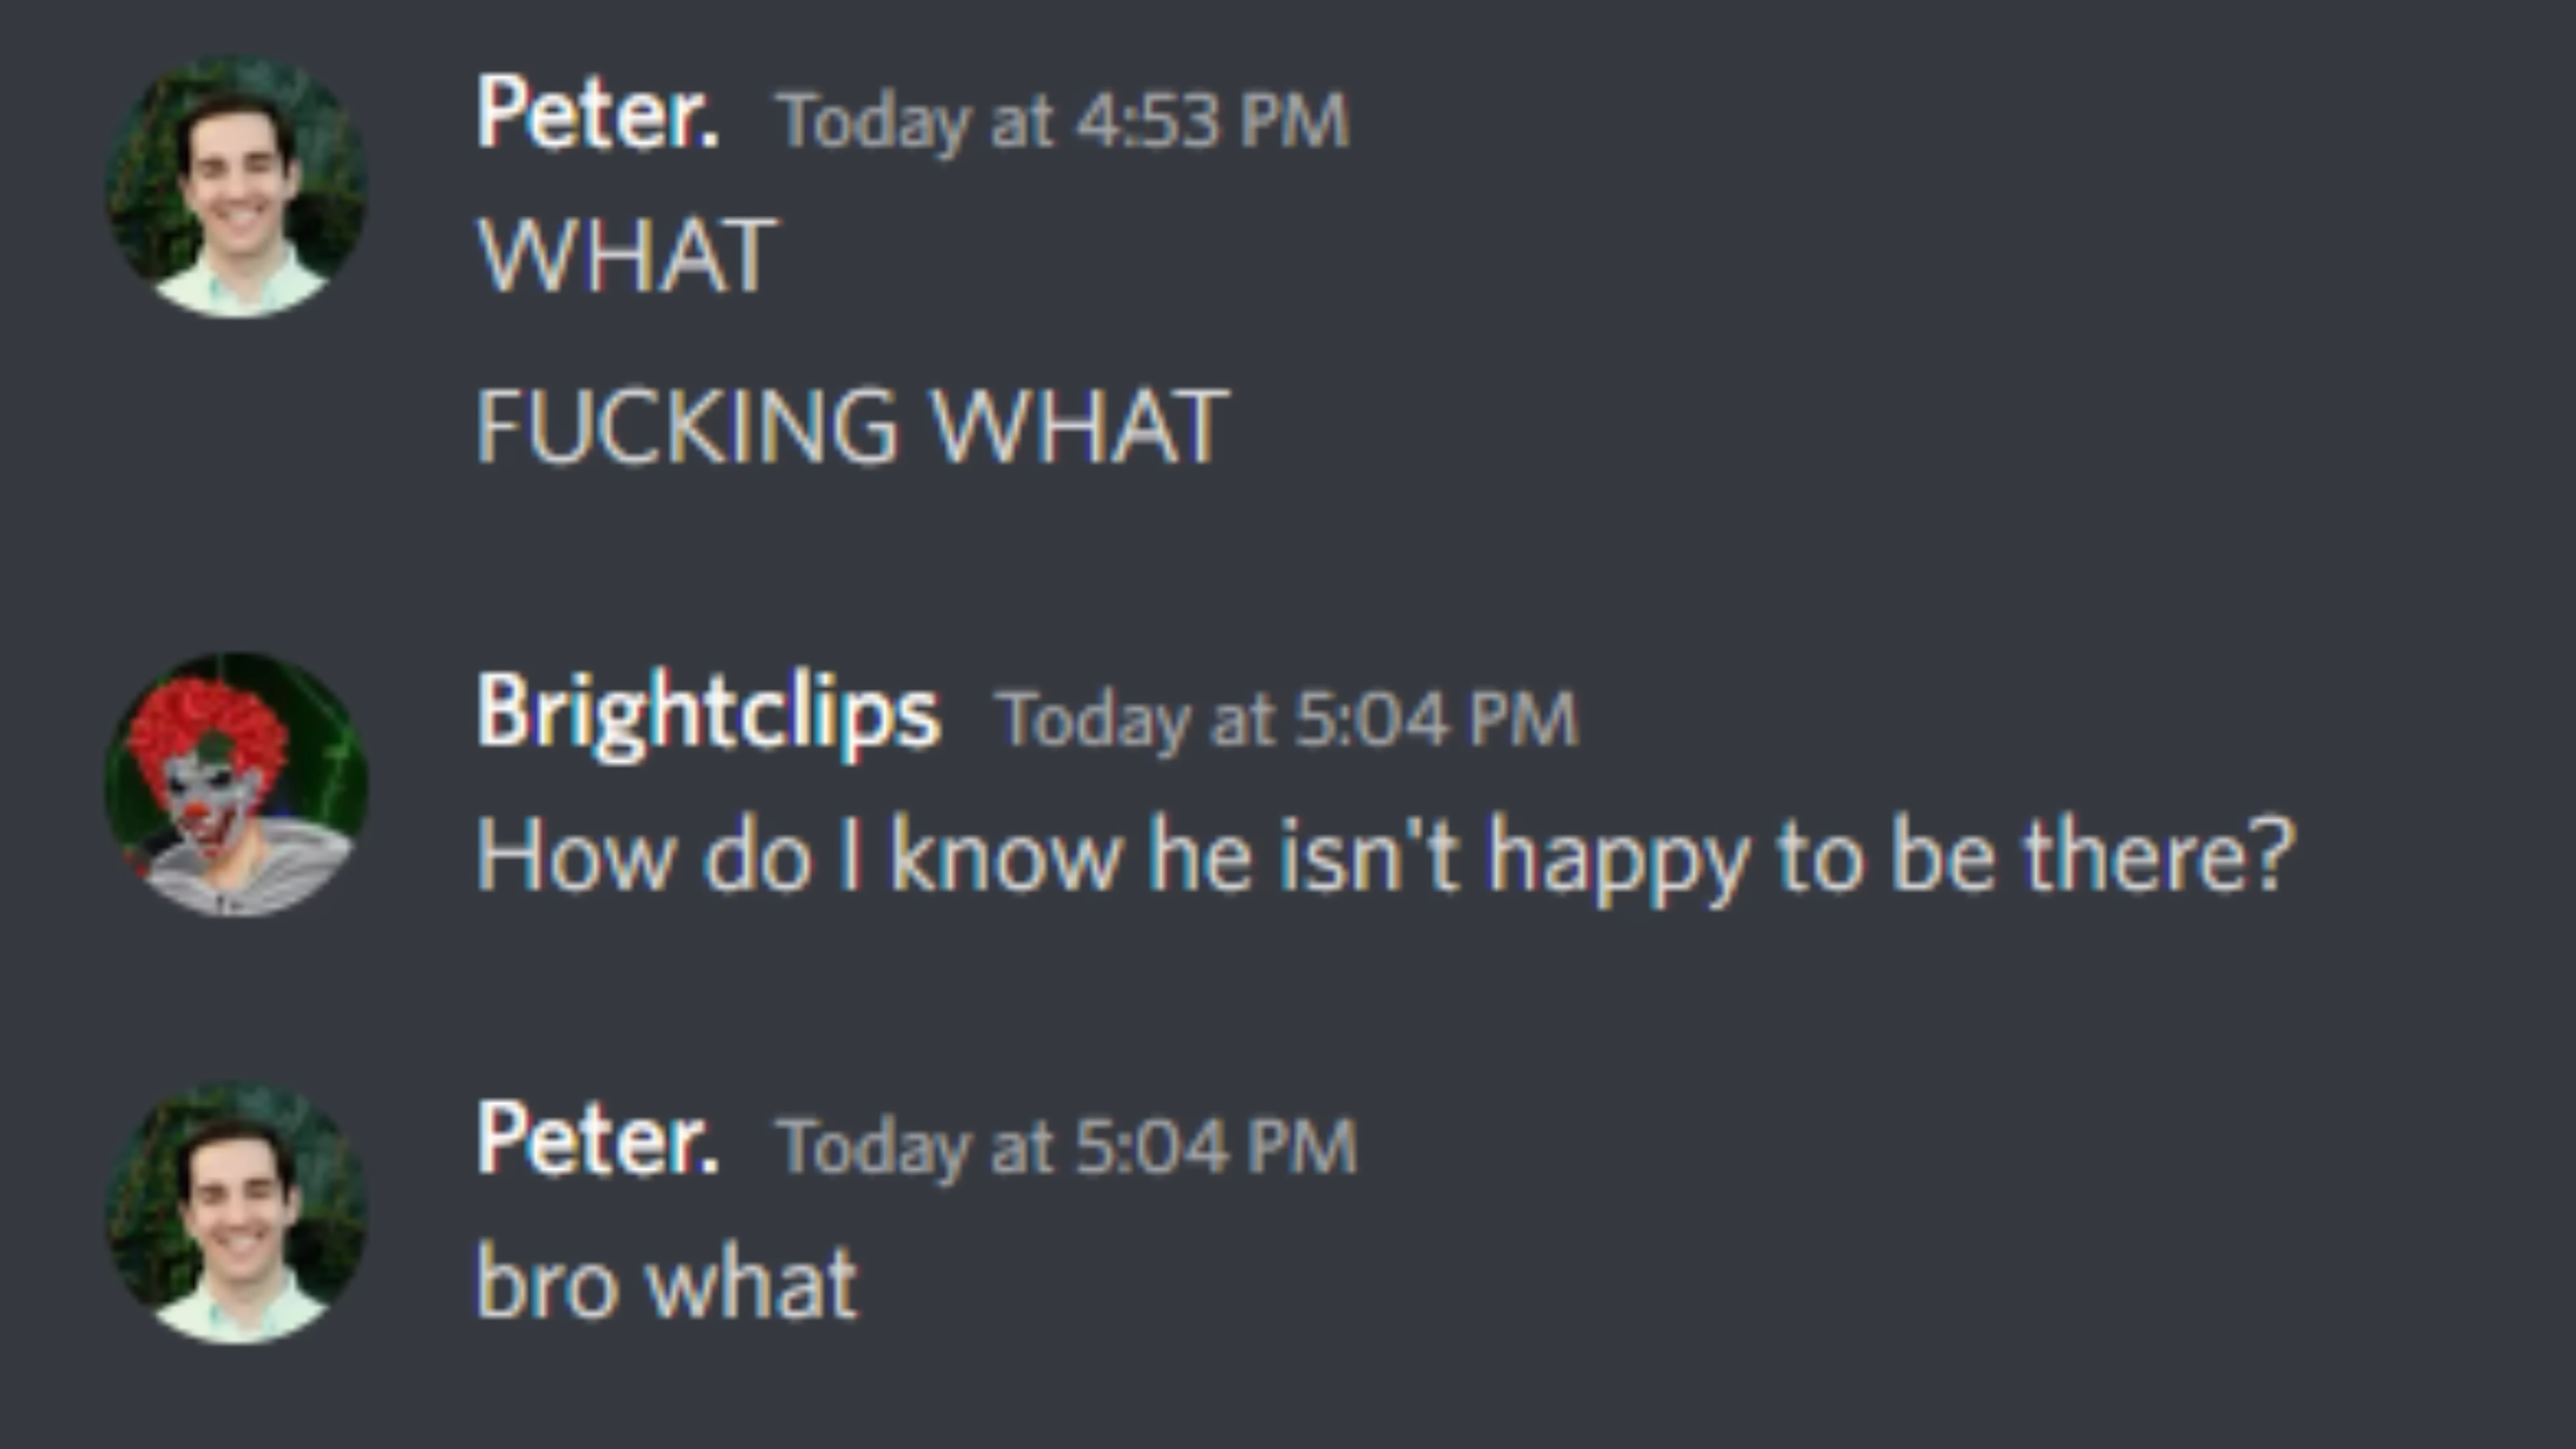 Peter. Today at 4:53 PM
WHAT
FUCKING WHAT
Brightclips Today at 5:04 PM
How do I know he isn't happy to be there?
Peter. Today at 5:04 PM
bro what